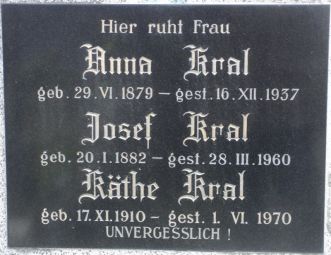 Hier ruht Frau
Anna Kral
geb. 29. VI. 1879 – gest. 16. XII. 1937
Josef Kral
geb. 20. I. 1882 – gest. 28. III. 1960
Käthe Kral
geb. 17. XI. 1910 – gest. 1. VI. 1970
UNVERGESSLICH !